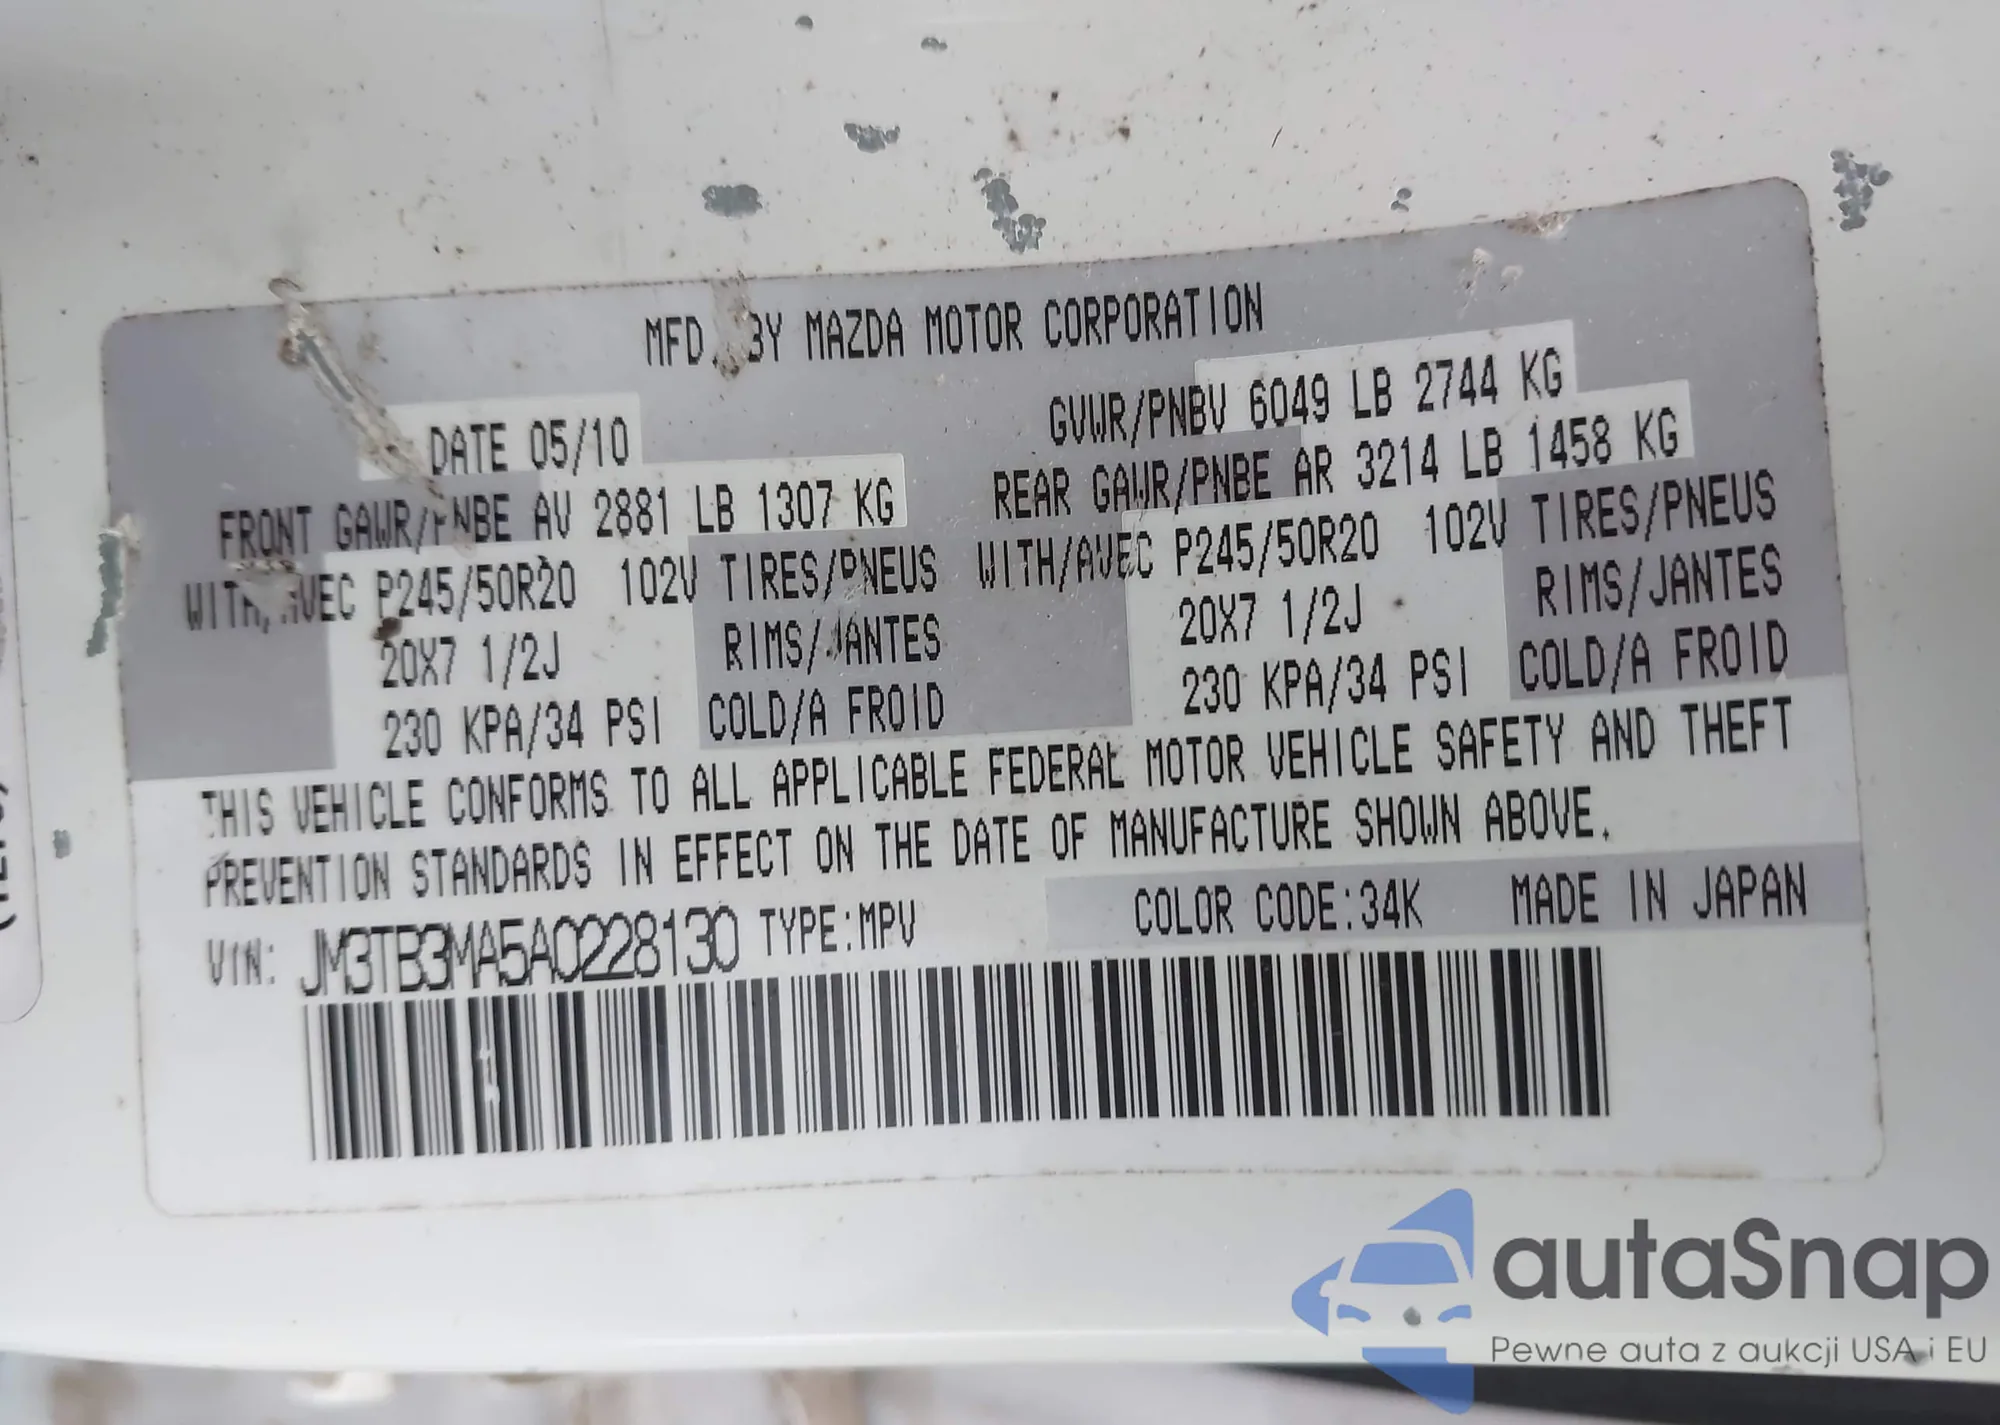 MFD. BY MAZDA MOTOR CORPORATION
DATE 05/10
GVWR/PNBV 6049 LB 2744 KG
FRONT GAWR/PNBE AV 2881 LB 1307 KG
REAR GAWR/PNBE AR 3214 LB 1458 KG
WITH/AVEC P245/50R20 102V TIRES/PNEUS
WITH/AVEC P245/50R20 102V TIRES/PNEUS
20X7 1/2J RIMS/JANTES
20X7 1/2J RIMS/JANTES
230 KPA/34 PSI COLD/A FROID
230 KPA/34 PSI COLD/A FROID
THIS VEHICLE CONFORMS TO ALL APPLICABLE FEDERAL MOTOR VEHICLE SAFETY AND THEFT
PREVENTION STANDARDS IN EFFECT ON THE DATE OF MANUFACTURE SHOWN ABOVE.
VIN: JM3TB3MA5A0228130 TYPE:MPV
COLOR CODE:34K MADE IN JAPAN
autaSnap
Pewne auta z aukcji USA i EU